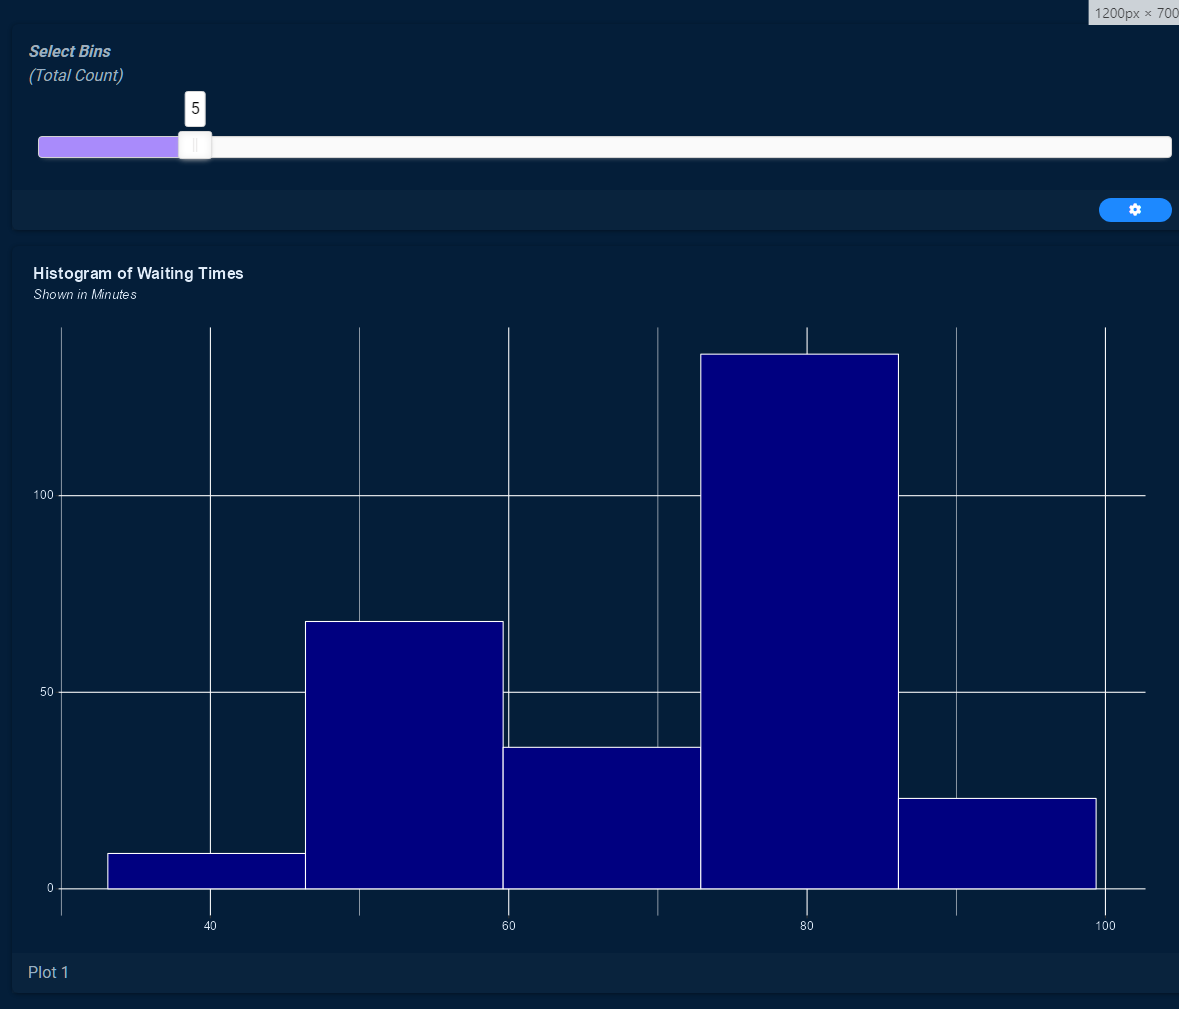 1200px × 700
Select Bins
(Total Count)
5
Histogram of Waiting Times
Shown in Minutes
100
50
0
40 60 80 100
Plot 1